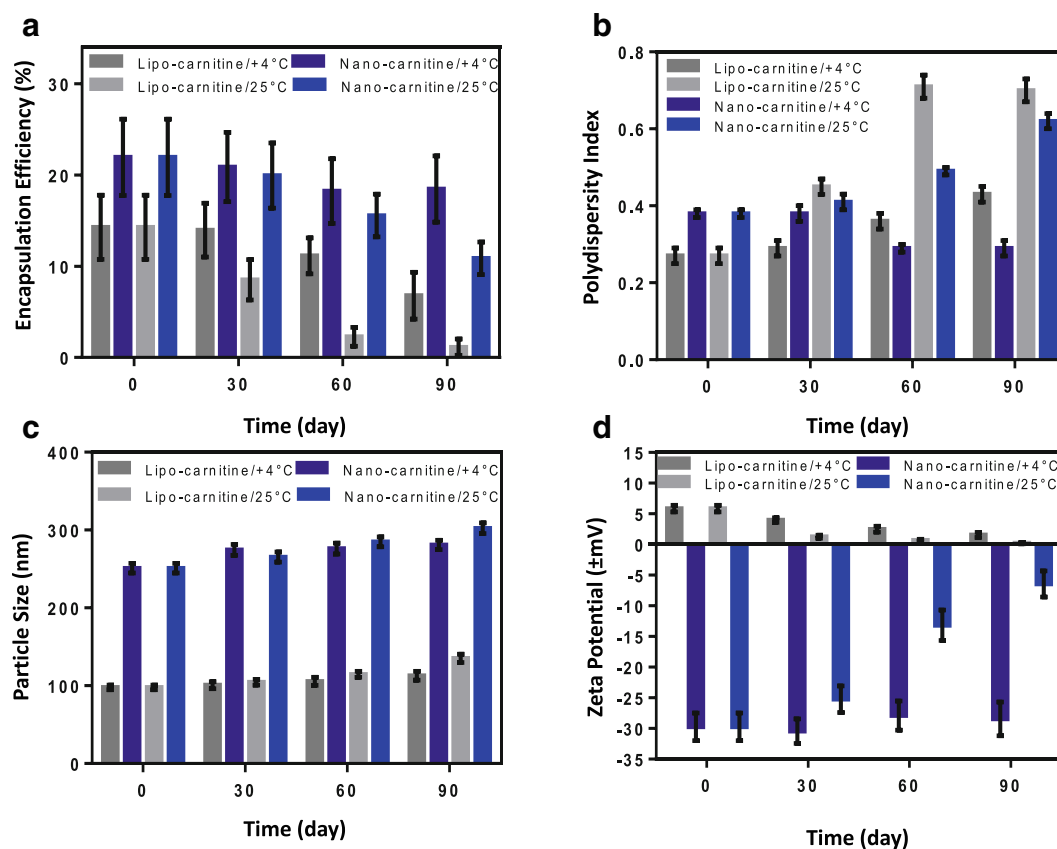 a
Lipo-carnitine/+4°C Nano-carnitine/+4°C
Lipo-carnitine/25°C Nano-carnitine/25°C
30
20
10
0
Encapsulation Efficiency (%)
0 30 60 90
Time (day)
b
Lipo-carnitine/+4°C
Lipo-carnitine/25°C
Nano-carnitine/+4°C
Nano-carnitine/25°C
0.8
0.6
0.4
0.2
0.0
Polydispersity Index
0 30 60 90
Time (day)
c
Lipo-carnitine/+4°C Nano-carnitine/+4°C
Lipo-carnitine/25°C Nano-carnitine/25°C
400
300
200
100
0
Particle Size (nm)
0 30 60 90
Time (day)
d
Lipo-carnitine/+4°C Nano-carnitine/+4°C
Lipo-carnitine/25°C Nano-carnitine/25°C
15
10
5
0
-5
-10
-15
-20
-25
-30
-35
Zeta Potential (±mV)
0 30 60 90
Time (day)